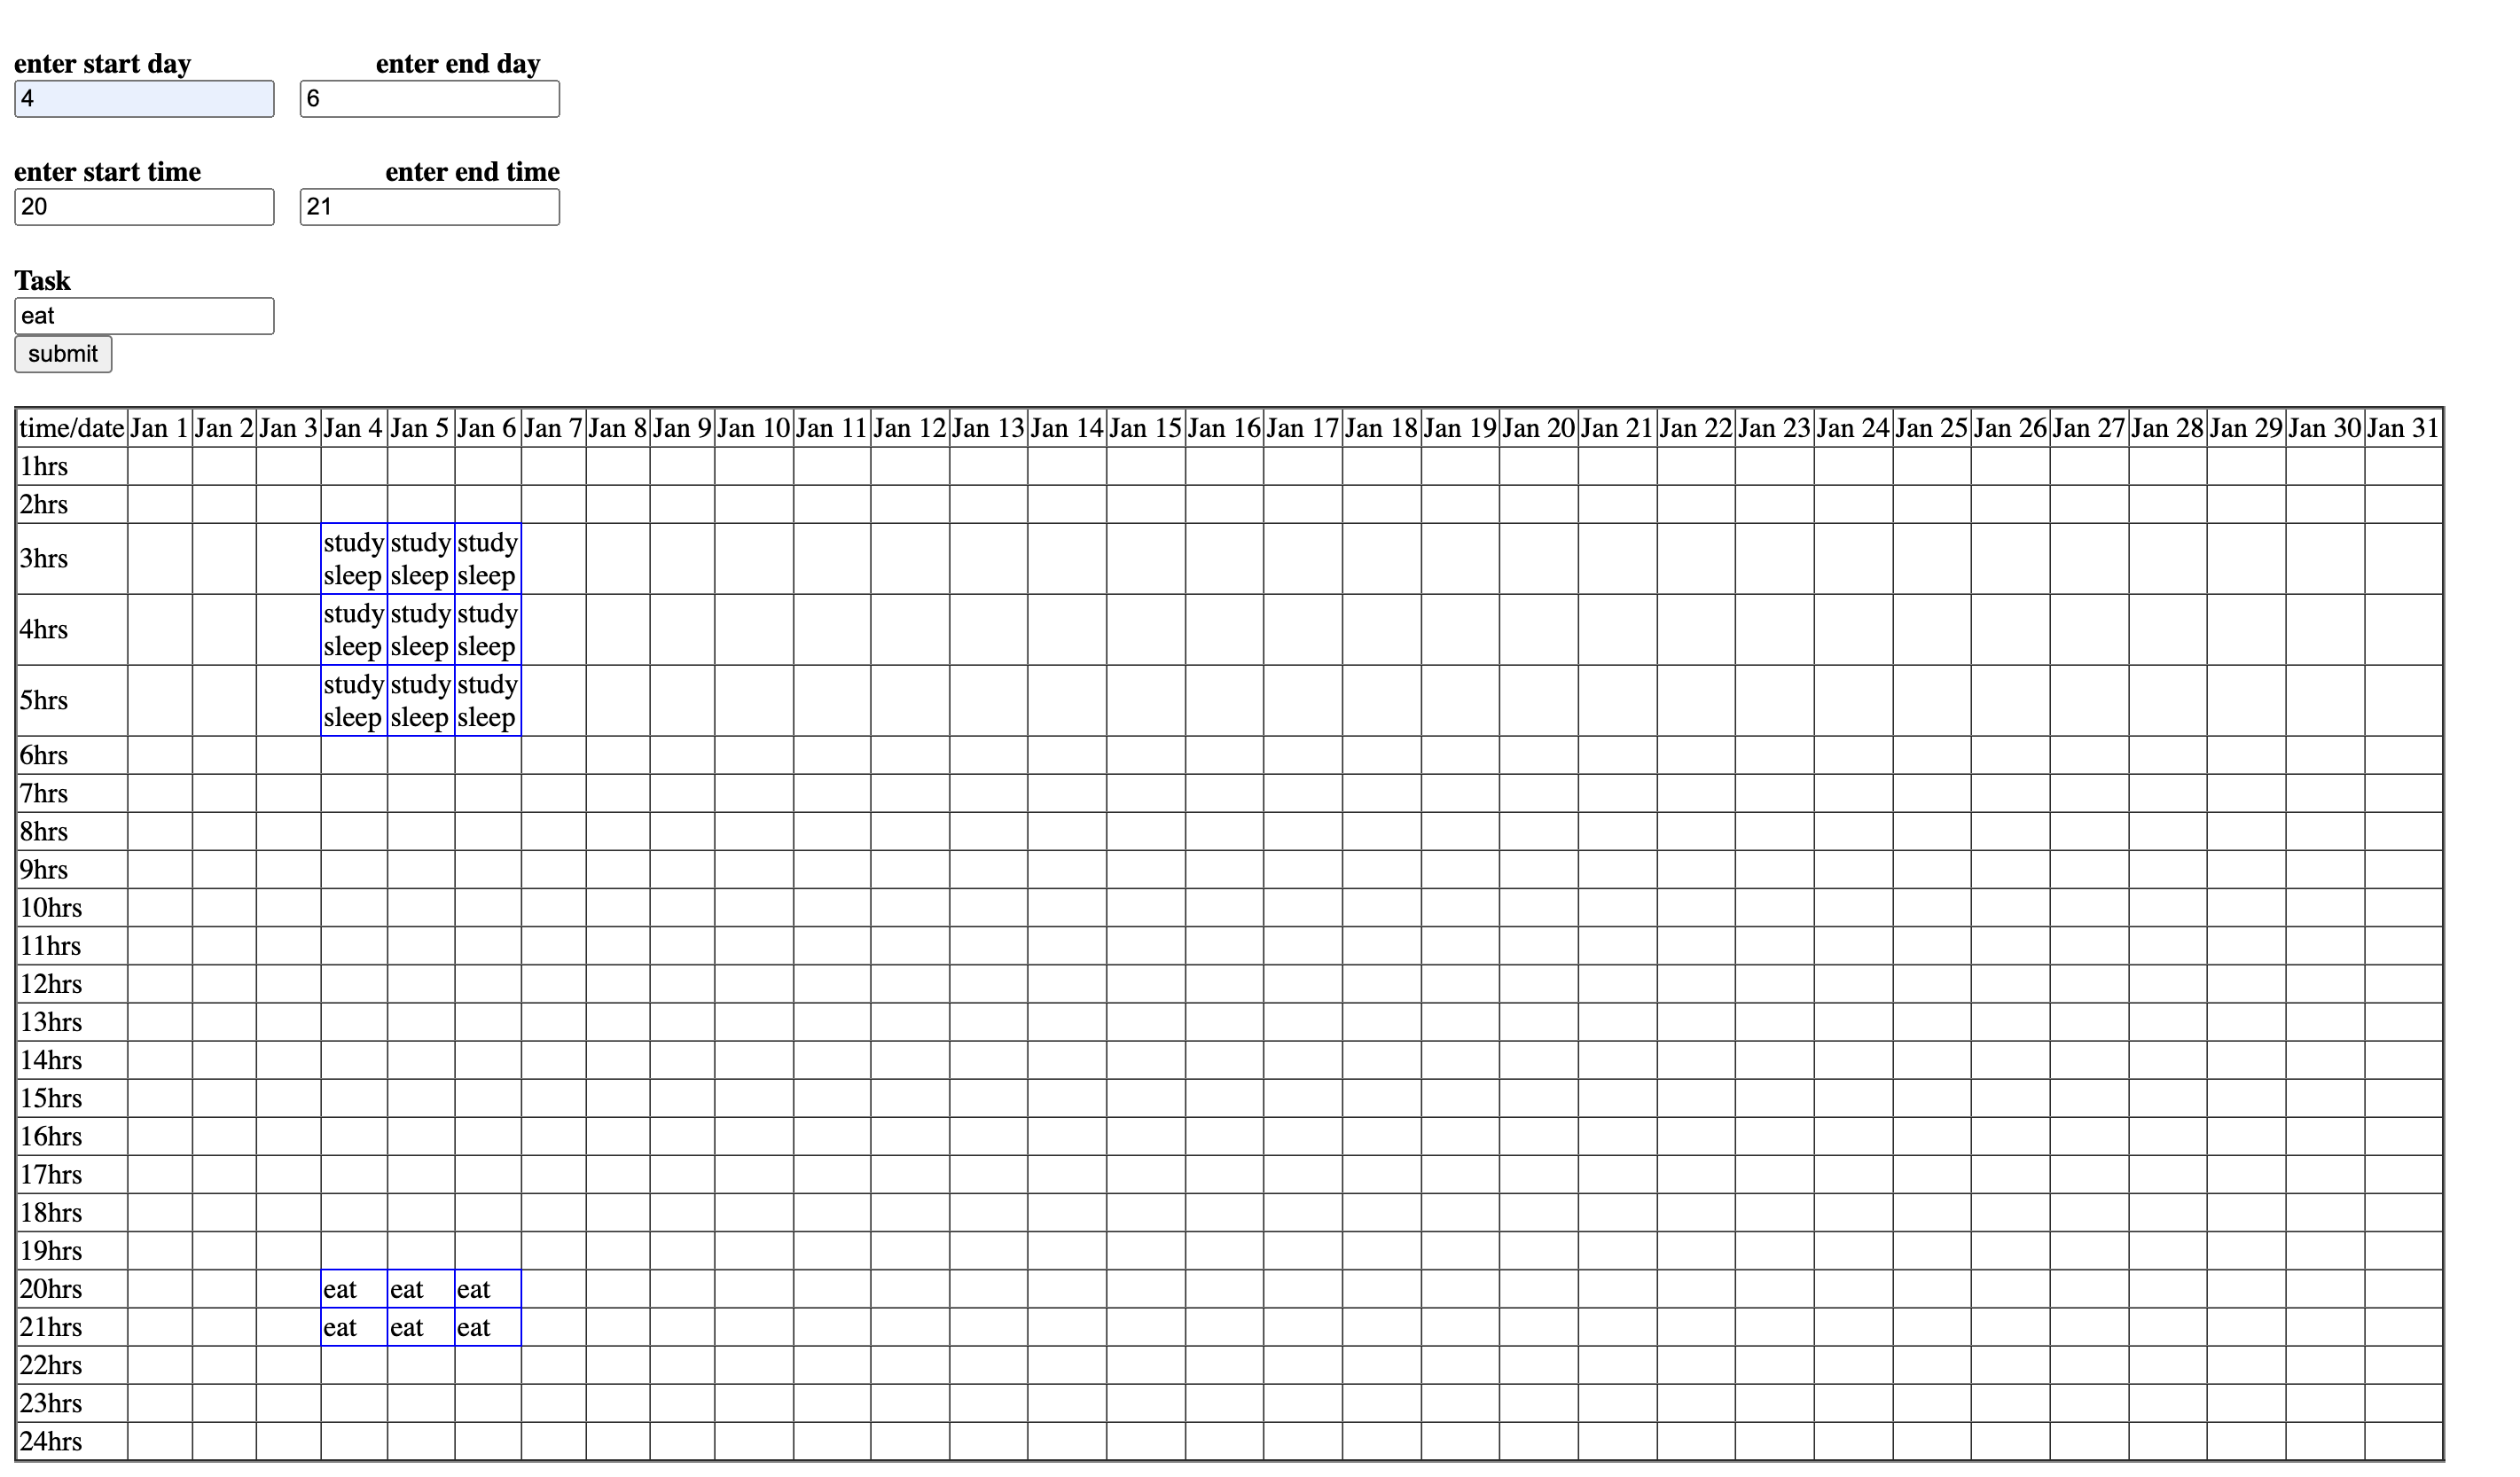 enter start day enter end day
4 6
enter start time enter end time
20 21
Task
eat
submit
time/date Jan 1 Jan 2 Jan 3 Jan 4 Jan 5 Jan 6 Jan 7 Jan 8 Jan 9 Jan 10 Jan 11 Jan 12 Jan 13 Jan 14 Jan 15 Jan 16 Jan 17 Jan 18 Jan 19 Jan 20 Jan 21 Jan 22 Jan 23 Jan 24 Jan 25 Jan 26 Jan 27 Jan 28 Jan 29 Jan 30 Jan 31
1hrs
2hrs
3hrs study study study
sleep sleep sleep
4hrs study study study
sleep sleep sleep
5hrs study study study
sleep sleep sleep
6hrs
7hrs
8hrs
9hrs
10hrs
11hrs
12hrs
13hrs
14hrs
15hrs
16hrs
17hrs
18hrs
19hrs
20hrs eat eat eat
21hrs eat eat eat
22hrs
23hrs
24hrs